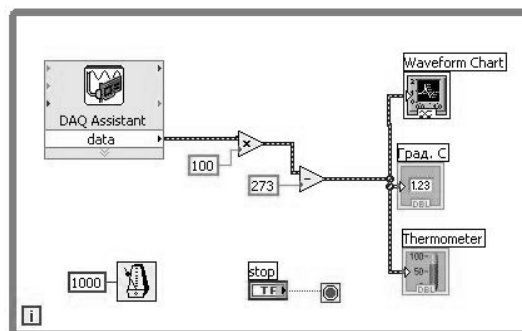 Waveform Chart
DAQ Assistant
data
100
273
Град. C
1.23
DBL
Thermometer
100
50
DBL
1000
stop
TF
i